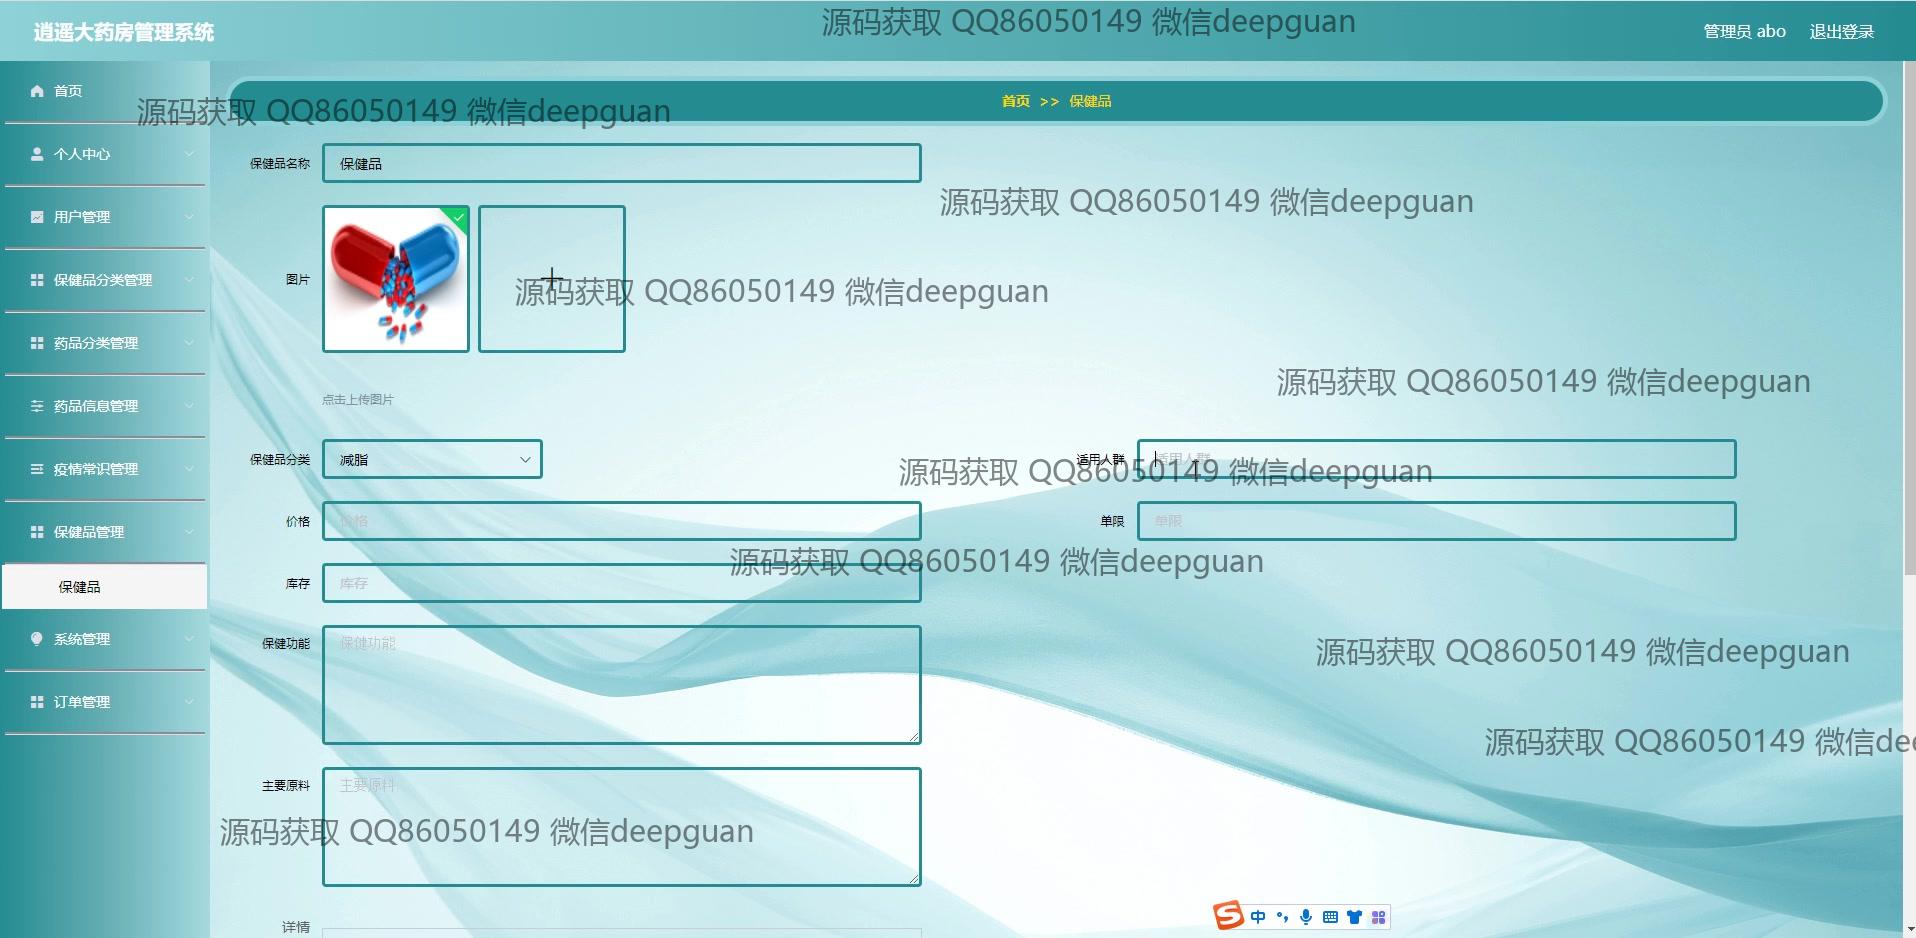 逍遥大药房管理系统
源码获取 QQ86050149 微信deepguan
管理员 abo
退出登录
首页
源码获取 QQ86050149 微信deepguan
首页 >> 保健品
个人中心
保健品名称
保健品
用户管理
源码获取 QQ86050149 微信deepguan
保健品分类管理
图片
源码获取 QQ86050149 微信deepguan
药品分类管理
源码获取 QQ86050149 微信deepguan
点击上传图片
药品信息管理
保健品分类
减脂
适用人群
适用人群
源码获取 QQ86050149 微信deepguan
疫情常识管理
价格
价格
单限
单限
保健品管理
源码获取 QQ86050149 微信deepguan
库存
库存
保健品
系统管理
保健功能
保健功能
源码获取 QQ86050149 微信deepguan
订单管理
源码获取 QQ86050149 微信dee
主要原料
主要原料
源码获取 QQ86050149 微信deepguan
详情
S 中